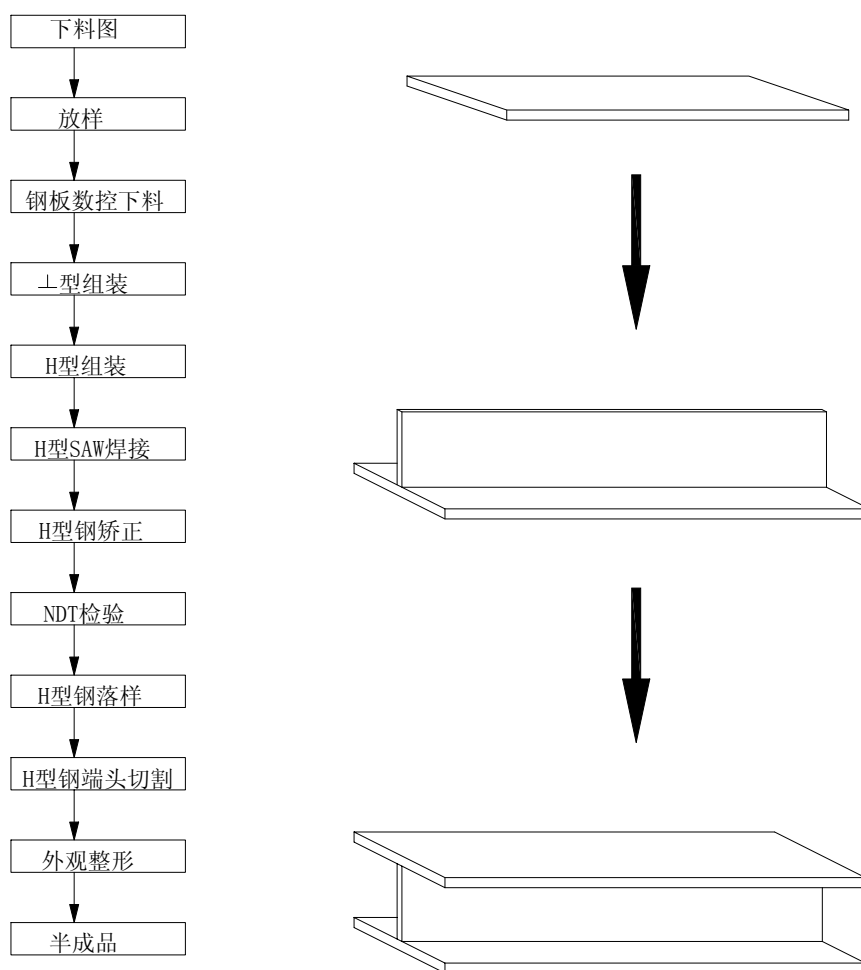 下料图
放样
钢板数控下料
⊥型组装
H型组装
H型SAW焊接
H型钢矫正
NDT检验
H型钢落样
H型钢端头切割
外观整形
半成品